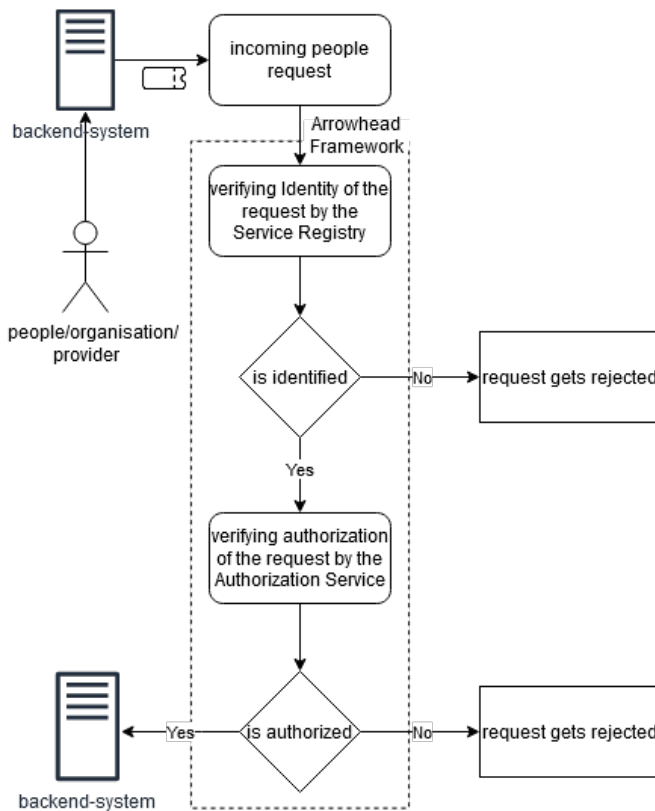 incoming people
request
backend-system
Arrowhead
Framework
verifying Identity of the
request by the
Service Registry
people/organisation/
provider
is identified
No
request gets rejected
Yes
verifying authorization
of the request by the
Authorization Service
Yes
is authorized
No
request gets rejected
backend-system